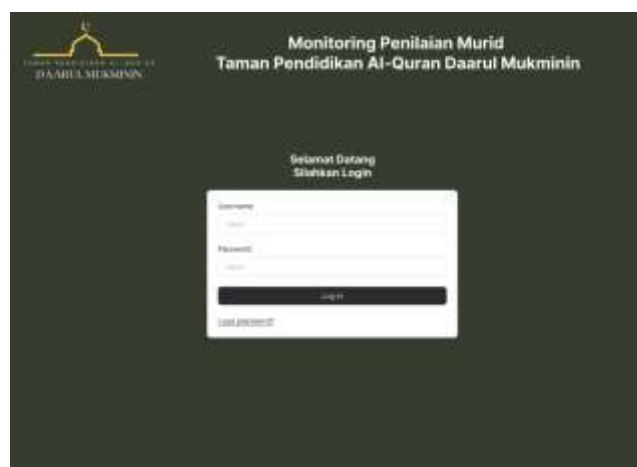 DAARUL MUKMININ
Monitoring Penilaian Murid
Taman Pendidikan Al-Quran Daarul Mukminin
Selamat Datang
Silahkan Login
Username
Password
Log in
Lupa password?